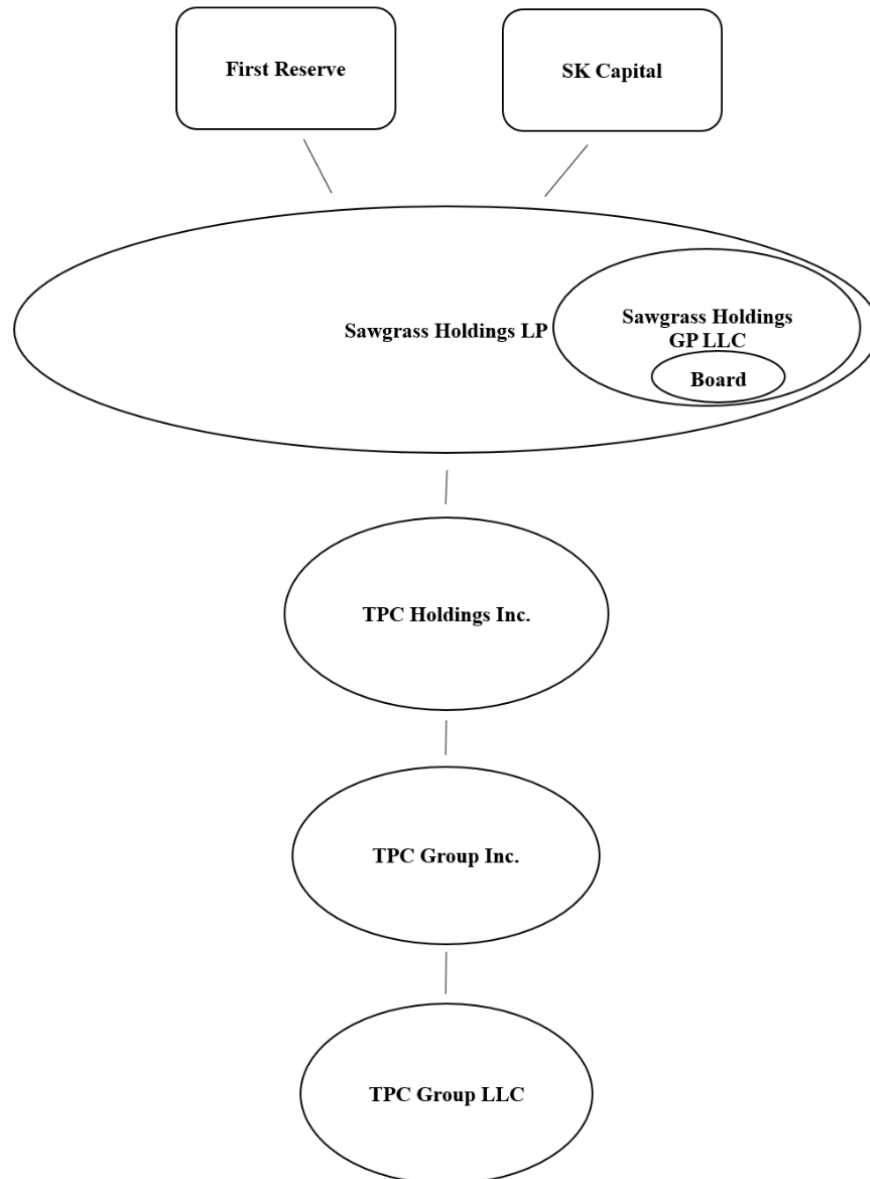 First Reserve
SK Capital
Sawgrass Holdings LP
Sawgrass Holdings
GP LLC
Board
TPC Holdings Inc.
TPC Group Inc.
TPC Group LLC